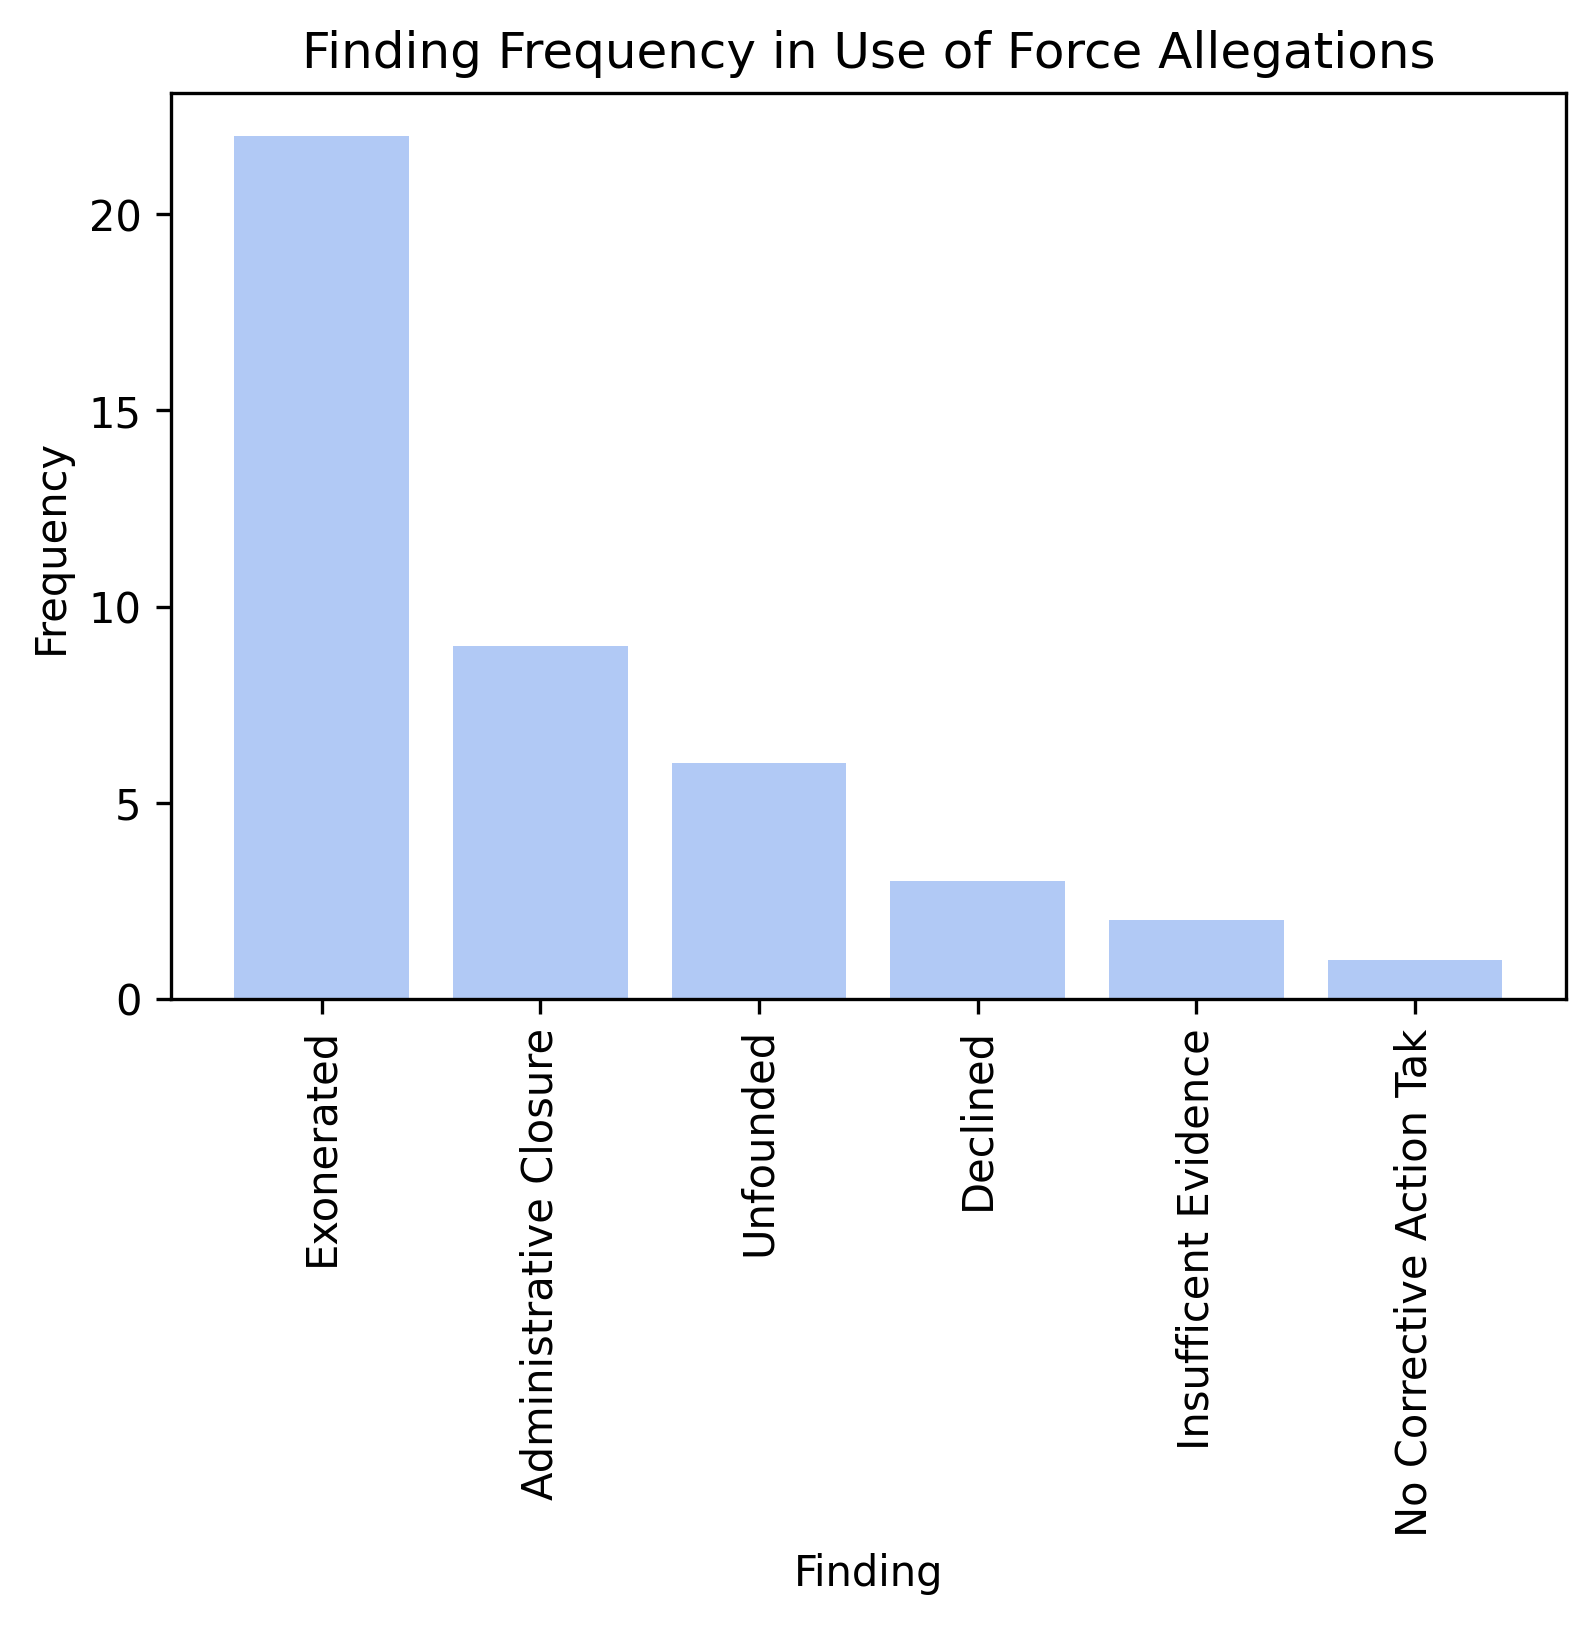 Finding Frequency in Use of Force Allegations
Frequency
20
15
10
5
0
Exonerated
Administrative Closure
Unfounded
Declined
Insufficent Evidence
No Corrective Action Tak
Finding